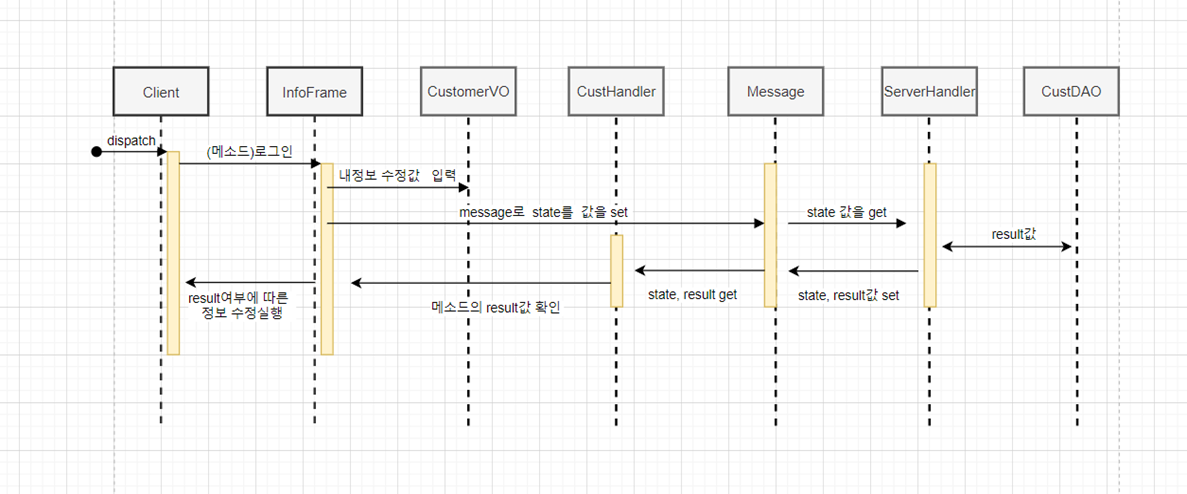 Client
InfoFrame
CustomerVO
CustHandler
Message
ServerHandler
CustDAO
dispatch
(메소드)로그인
내정보 수정값 입력
message로 state를 값을 set
state 값을 get
result값
state, result get
state, result값 set
메소드의 result값 확인
result여부에 따른
정보 수정실행